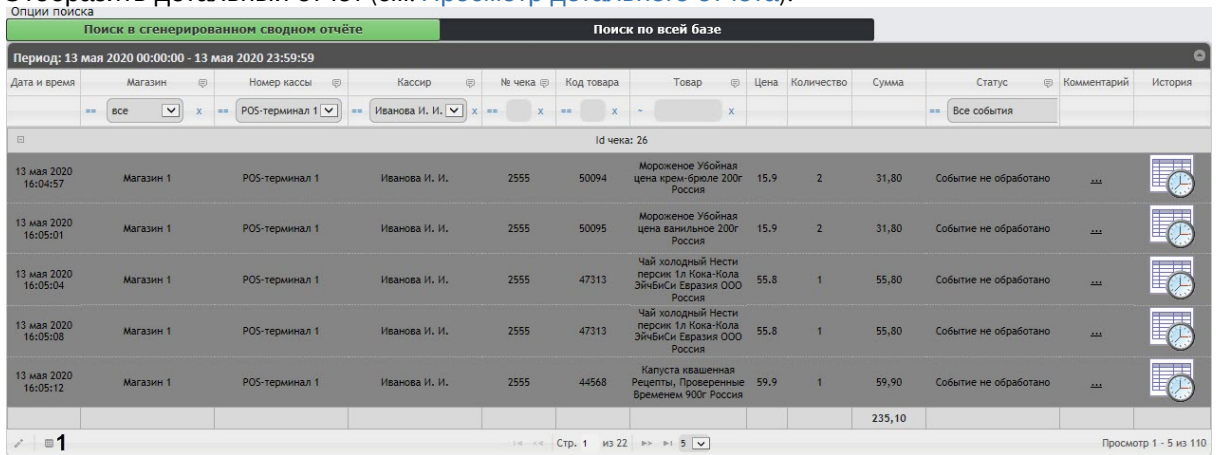 Опции поиска
Поиск в сгенерированном сводном отчёте Поиск по всей базе
Период: 13 мая 2020 00:00:00 - 13 мая 2020 23:59:59
Дата и время Магазин Номер кассы Кассир № чека Код товара Товар Цена Количество Сумма Статус Комментарий История
== все x == POS-терминал 1 == Иванова И. И. x == x == x ~ x == Все события
Id чека: 26
13 мая 2020 16:04:57 Магазин 1 POS-терминал 1 Иванова И. И. 2555 50094 Мороженое Убойная цена крем-брюле 200г Россия 15.9 2 31,80 Событие не обработано ...
13 мая 2020 16:05:01 Магазин 1 POS-терминал 1 Иванова И. И. 2555 50095 Мороженое Убойная цена ванильное 200г Россия 15.9 2 31,80 Событие не обработано ...
13 мая 2020 16:05:04 Магазин 1 POS-терминал 1 Иванова И. И. 2555 47313 Чай холодный Нести персик 1л Кока-Кола ЭйчБиСи Евразия ООО Россия 55.8 1 55,80 Событие не обработано ...
13 мая 2020 16:05:08 Магазин 1 POS-терминал 1 Иванова И. И. 2555 47313 Чай холодный Нести персик 1л Кока-Кола ЭйчБиСи Евразия ООО Россия 55.8 1 55,80 Событие не обработано ...
13 мая 2020 16:05:12 Магазин 1 POS-терминал 1 Иванова И. И. 2555 44568 Капуста квашенная Рецепты, Проверенные Временем 900г Россия 59.9 1 59,90 Событие не обработано ...
235,10
1 Стр. 1 из 22 5 Просмотр 1 - 5 из 110